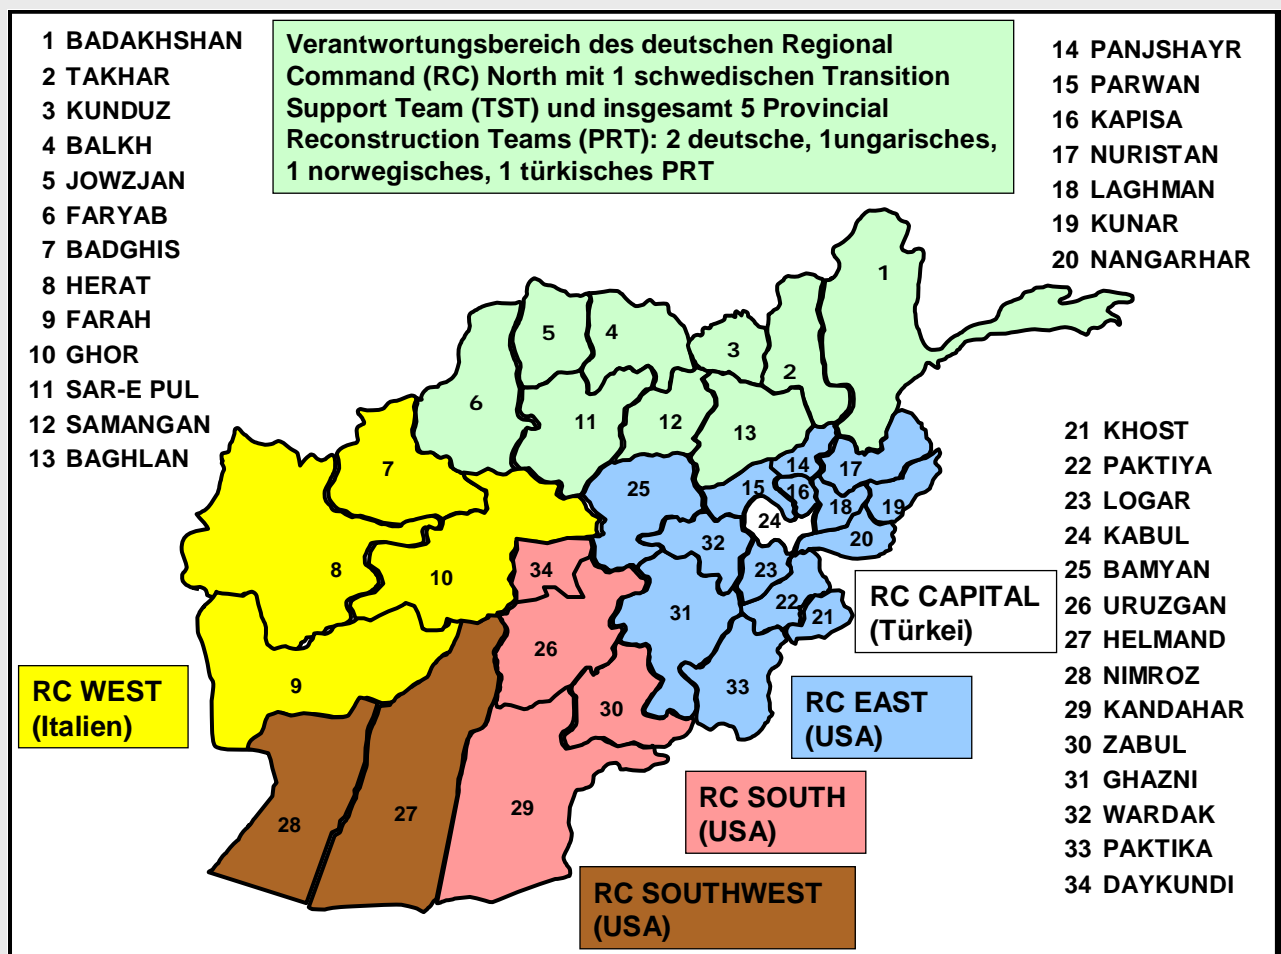 1 BADAKHSHAN
2 TAKHAR
3 KUNDUZ
4 BALKH
5 JOWZJAN
6 FARYAB
7 BADGHIS
8 HERAT
9 FARAH
10 GHOR
11 SAR-E PUL
12 SAMANGAN
13 BAGHLAN
Verantwortungsbereich des deutschen Regional
Command (RC) North mit 1 schwedischen Transition
Support Team (TST) und insgesamt 5 Provincial
Reconstruction Teams (PRT): 2 deutsche, 1ungarisches,
1 norwegisches, 1 türkisches PRT
14 PANJSHAYR
15 PARWAN
16 KAPISA
17 NURISTAN
18 LAGHMAN
19 KUNAR
20 NANGARHAR
21 KHOST
22 PAKTIYA
23 LOGAR
24 KABUL
25 BAMYAN
26 URUZGAN
27 HELMAND
28 NIMROZ
29 KANDAHAR
30 ZABUL
31 GHAZNI
32 WARDAK
33 PAKTIKA
34 DAYKUNDI
1
5
4
3
2
6
11
12
13
7
14
17
25
15
16
18
19
24
20
32
8
10
34
23
22
21
31
26
33
9
30
29
27
28
RC CAPITAL
(Türkei)
RC WEST
(Italien)
RC EAST
(USA)
RC SOUTH
(USA)
RC SOUTHWEST
(USA)